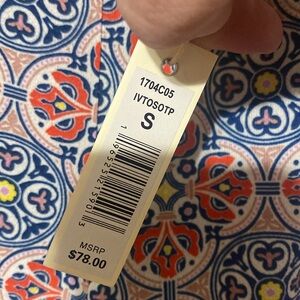 1704C05
IVTOSOTP
S
MSRP
$78.00